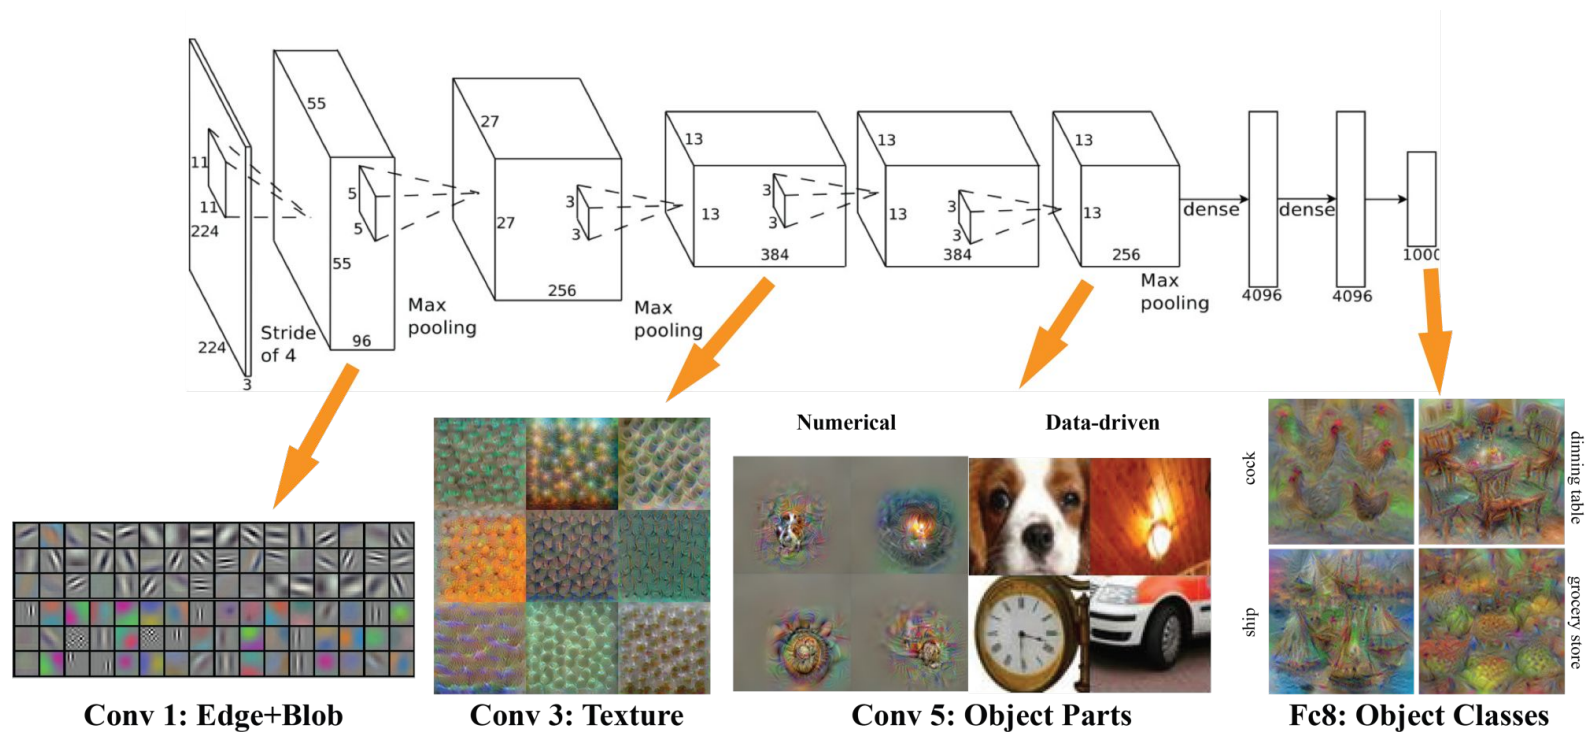 11
11
224
224
3
Stride
of 4
55
55
96
5
5
Max
pooling
27
27
256
3
3
Max
pooling
13
13
384
3
3
13
13
384
3
3
13
13
256
Max
pooling
dense
4096
dense
4096
1000
Numerical
Data-driven
cock
dinning table
ship
grocery store
Conv 1: Edge+Blob
Conv 3: Texture
Conv 5: Object Parts
Fc8: Object Classes